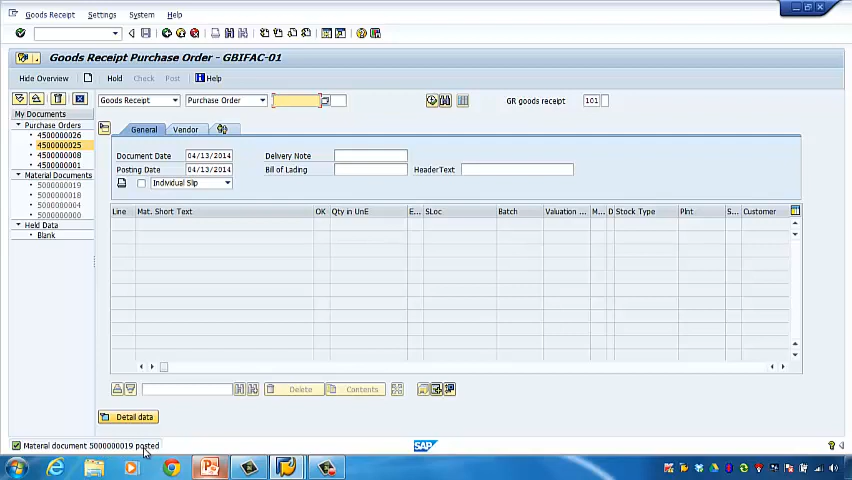 Goods Receipt Settings System Help
Goods Receipt Purchase Order - GBIFAC-01
Hide Overview Hold Check Post Help
Goods Receipt Purchase Order GR goods receipt 101
My Documents
Purchase Orders
4500000026
4500000025
4500000008
4500000001
Material Documents
5000000019
5000000018
5000000004
5000000000
Held Data
Blank
General Vendor
Document Date 04/13/2014 Delivery Note
Posting Date 04/13/2014 Bill of Lading HeaderText
Individual Slip
Line Mat. Short Text OK Qty in UnE E... SLoc Batch Valuation ... M... D Stock Type Plnt S... Customer
Delete Contents
Detail data
Material document 5000000019 posted
SAP